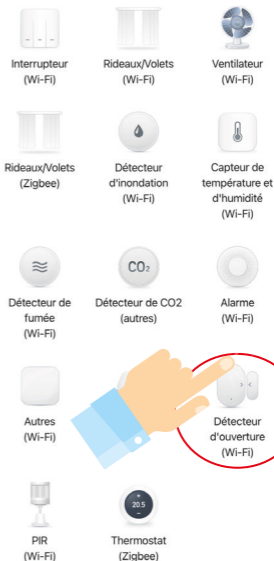 Interrupteur
(Wi-Fi)
Rideaux/Volets
(Wi-Fi)
Ventilateur
(Wi-Fi)
Rideaux/Volets
(Zigbee)
Détecteur
d'inondation
(Wi-Fi)
Capteur de
température et
d'humidité
(Wi-Fi)
Détecteur de
fumée
(Wi-Fi)
CO2
Détecteur de CO2
(autres)
Alarme
(Wi-Fi)
Autres
(Wi-Fi)
Détecteur
d'ouverture
(Wi-Fi)
PIR
(Wi-Fi)
20.5
Thermostat
(Zigbee)